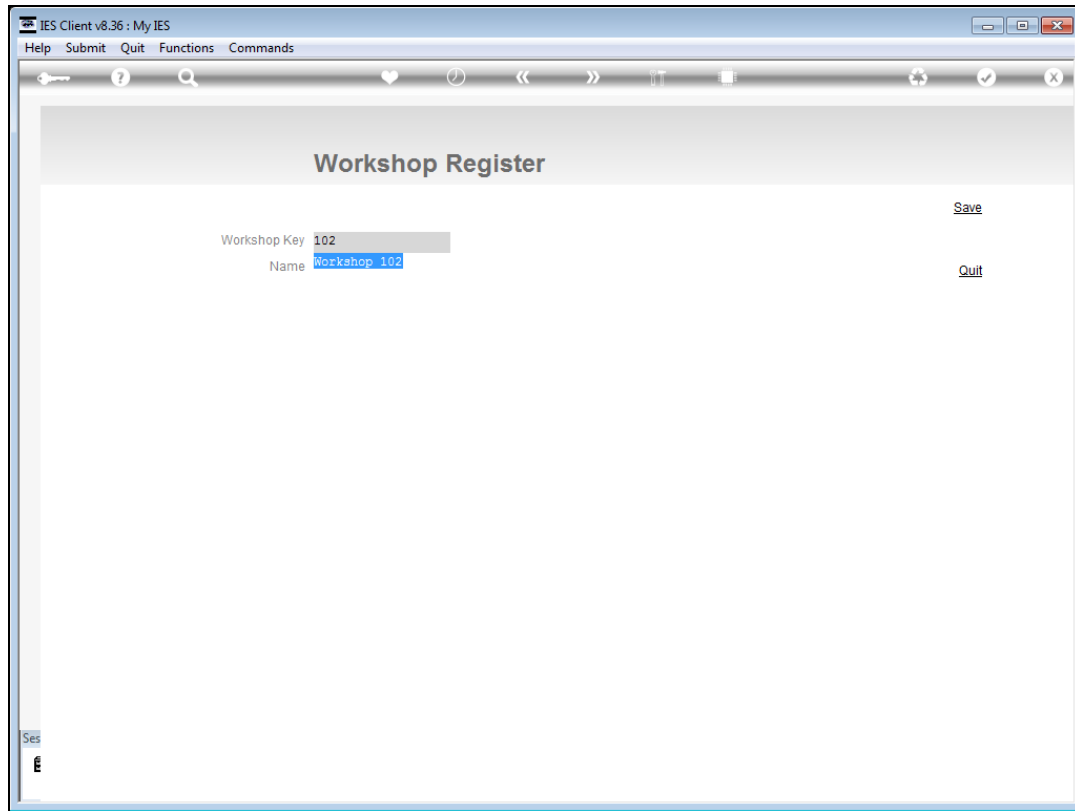 IES Client v8.36 : My IES
Help Submit Quit Functions Commands
Workshop Register
Save
Workshop Key 102
Name Workshop 102
Quit
Ses